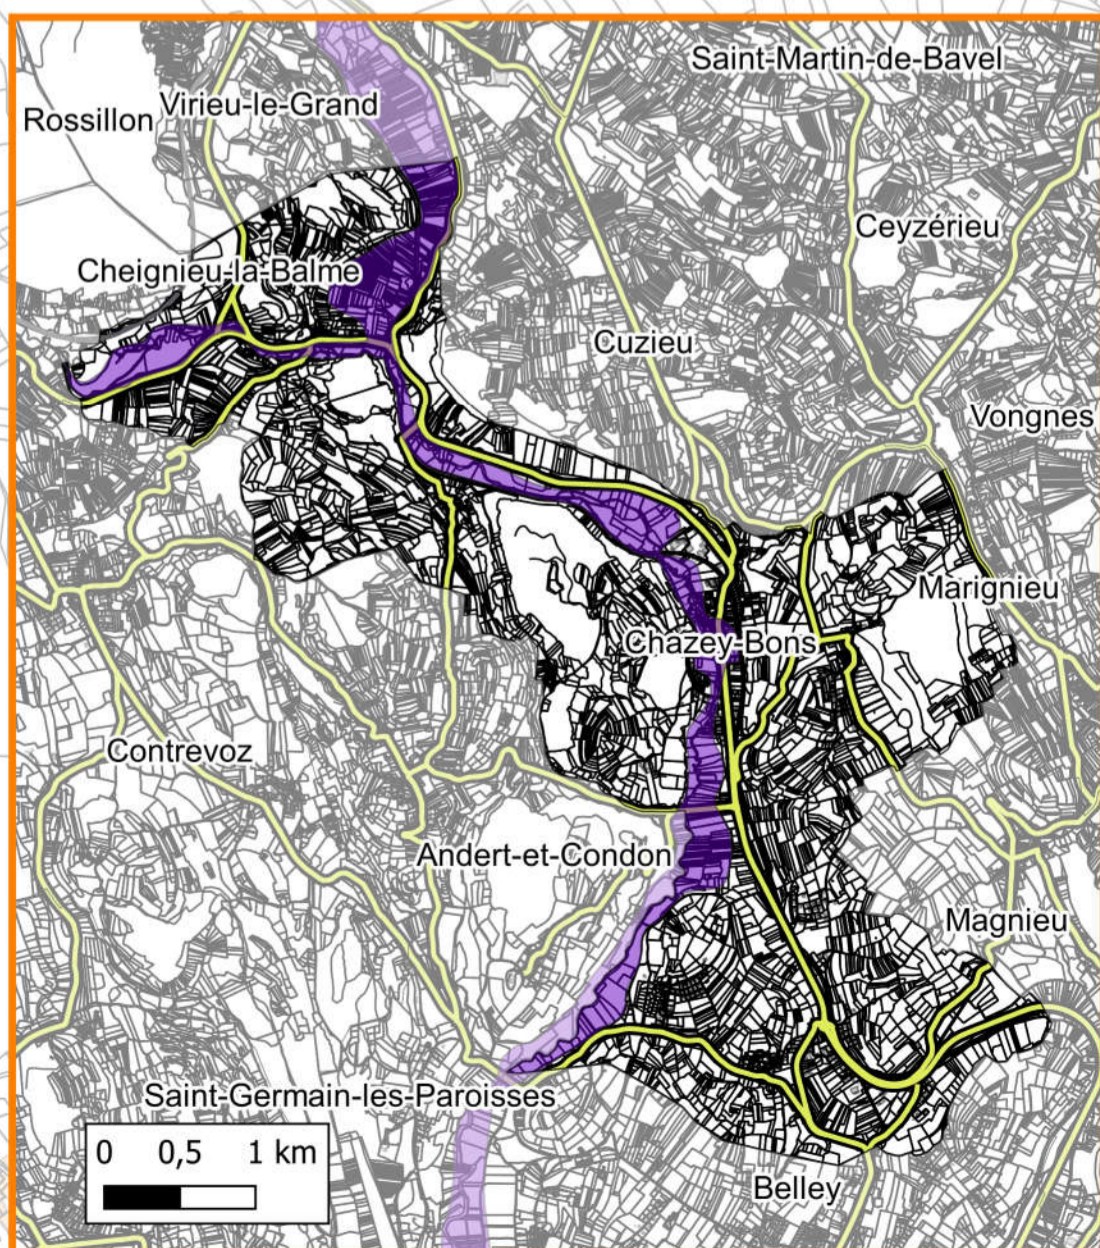 Saint-Martin-de-Bavel
Virieu-le-Grand
Rossillon
Ceyzérieu
Cheignieu-la-Balme
Cuzieu
Vongnes
Marignieu
Chazey-Bons
Contrevoz
Andert-et-Condon
Magnieu
Saint-Germain-les-Paroisses
0 0,5 1 km
Belley